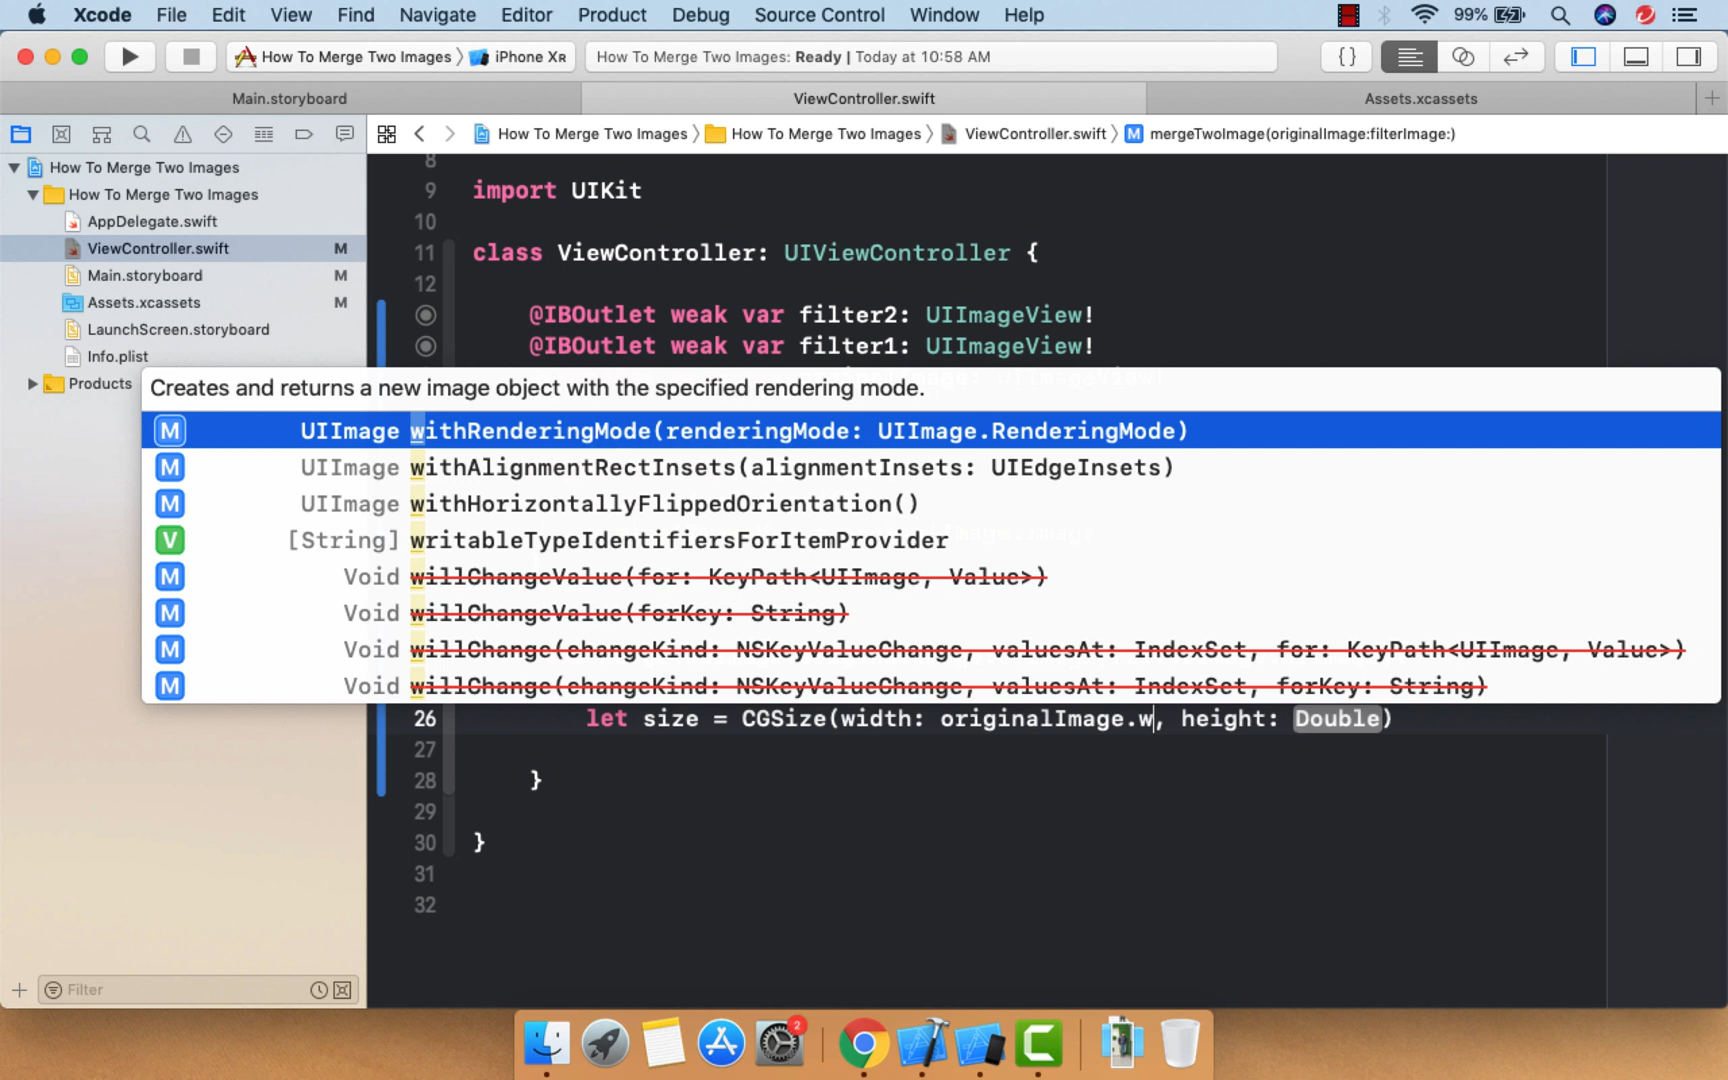 Xcode File Edit View Find Navigate Editor Product Debug Source Control Window Help 99%
How To Merge Two Images iPhone XR How To Merge Two Images: Ready | Today at 10:58 AM
Main.storyboard ViewController.swift Assets.xcassets
How To Merge Two Images How To Merge Two Images ViewController.swift M mergeTwoImage(originalImage:filterImage:)
How To Merge Two Images
How To Merge Two Images
AppDelegate.swift
ViewController.swift M
Main.storyboard M
Assets.xcassets M
LaunchScreen.storyboard
Info.plist
Products
Filter
8
9 import UIKit
10
11 class ViewController: UIViewController {
12
@IBOutlet weak var filter2: UIImageView!
@IBOutlet weak var filter1: UIImageView!
Creates and returns a new image object with the specified rendering mode.
M UIImage withRenderingMode(renderingMode: UIImage.RenderingMode)
M UIImage withAlignmentRectInsets(alignmentInsets: UIEdgeInsets)
M UIImage withHorizontallyFlippedOrientation()
V [String] writableTypeIdentifiersForItemProvider
M Void willChangeValue(for: KeyPath<UIImage, Value>)
M Void willChangeValue(forKey: String)
M Void willChange(changeKind: NSKeyValueChange, valuesAt: IndexSet, for: KeyPath<UIImage, Value>)
M Void willChange(changeKind: NSKeyValueChange, valuesAt: IndexSet, forKey: String)
26 let size = CGSize(width: originalImage.w, height: Double)
27
28 }
29
30 }
31
32
2